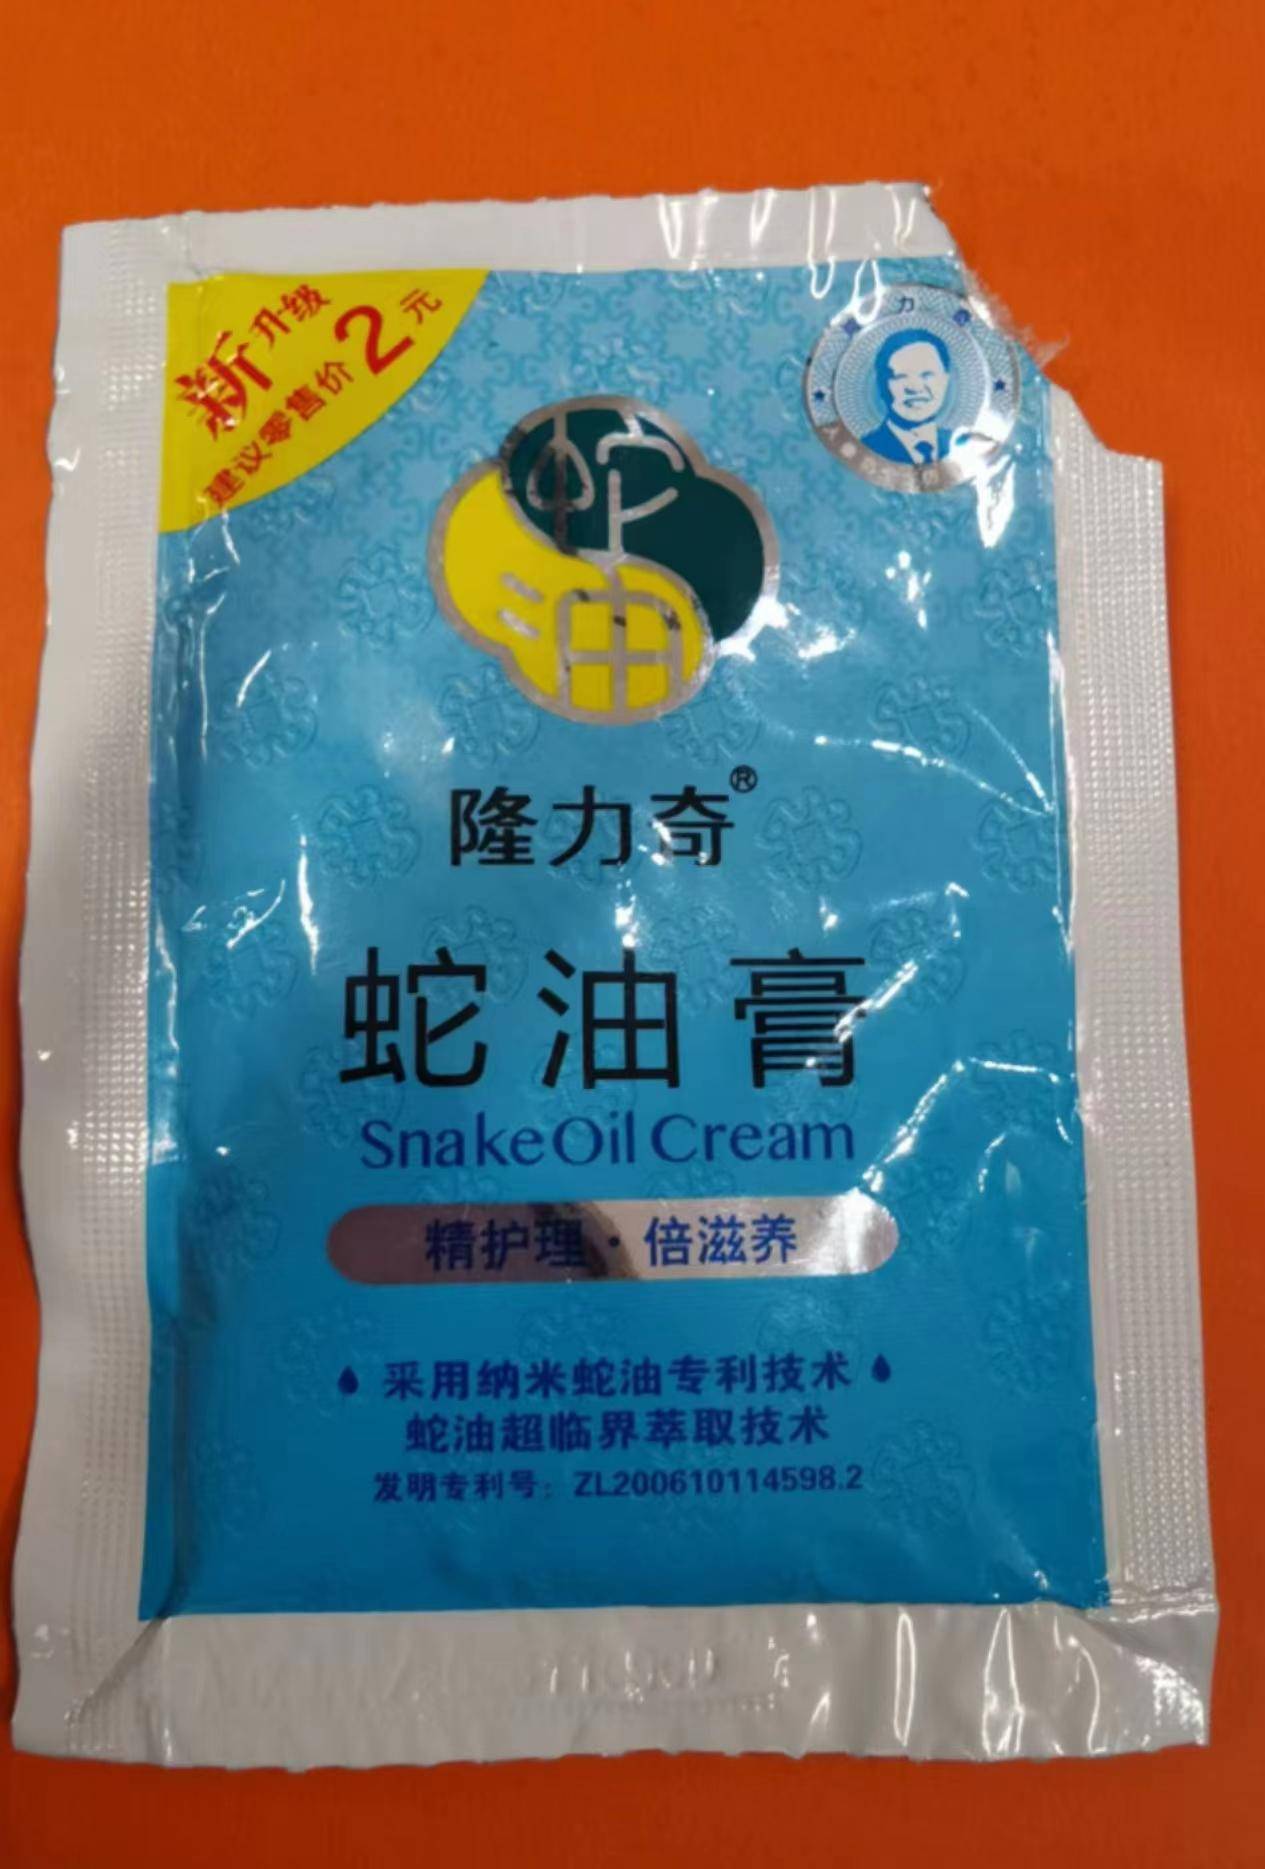 新升级
建议零售价2元
力奇
蛇
油
隆力奇®
蛇油膏
Snake Oil Cream
精护理·倍滋养
采用纳米蛇油专利技术
蛇油超临界萃取技术
发明专利号：ZL200610114598.2